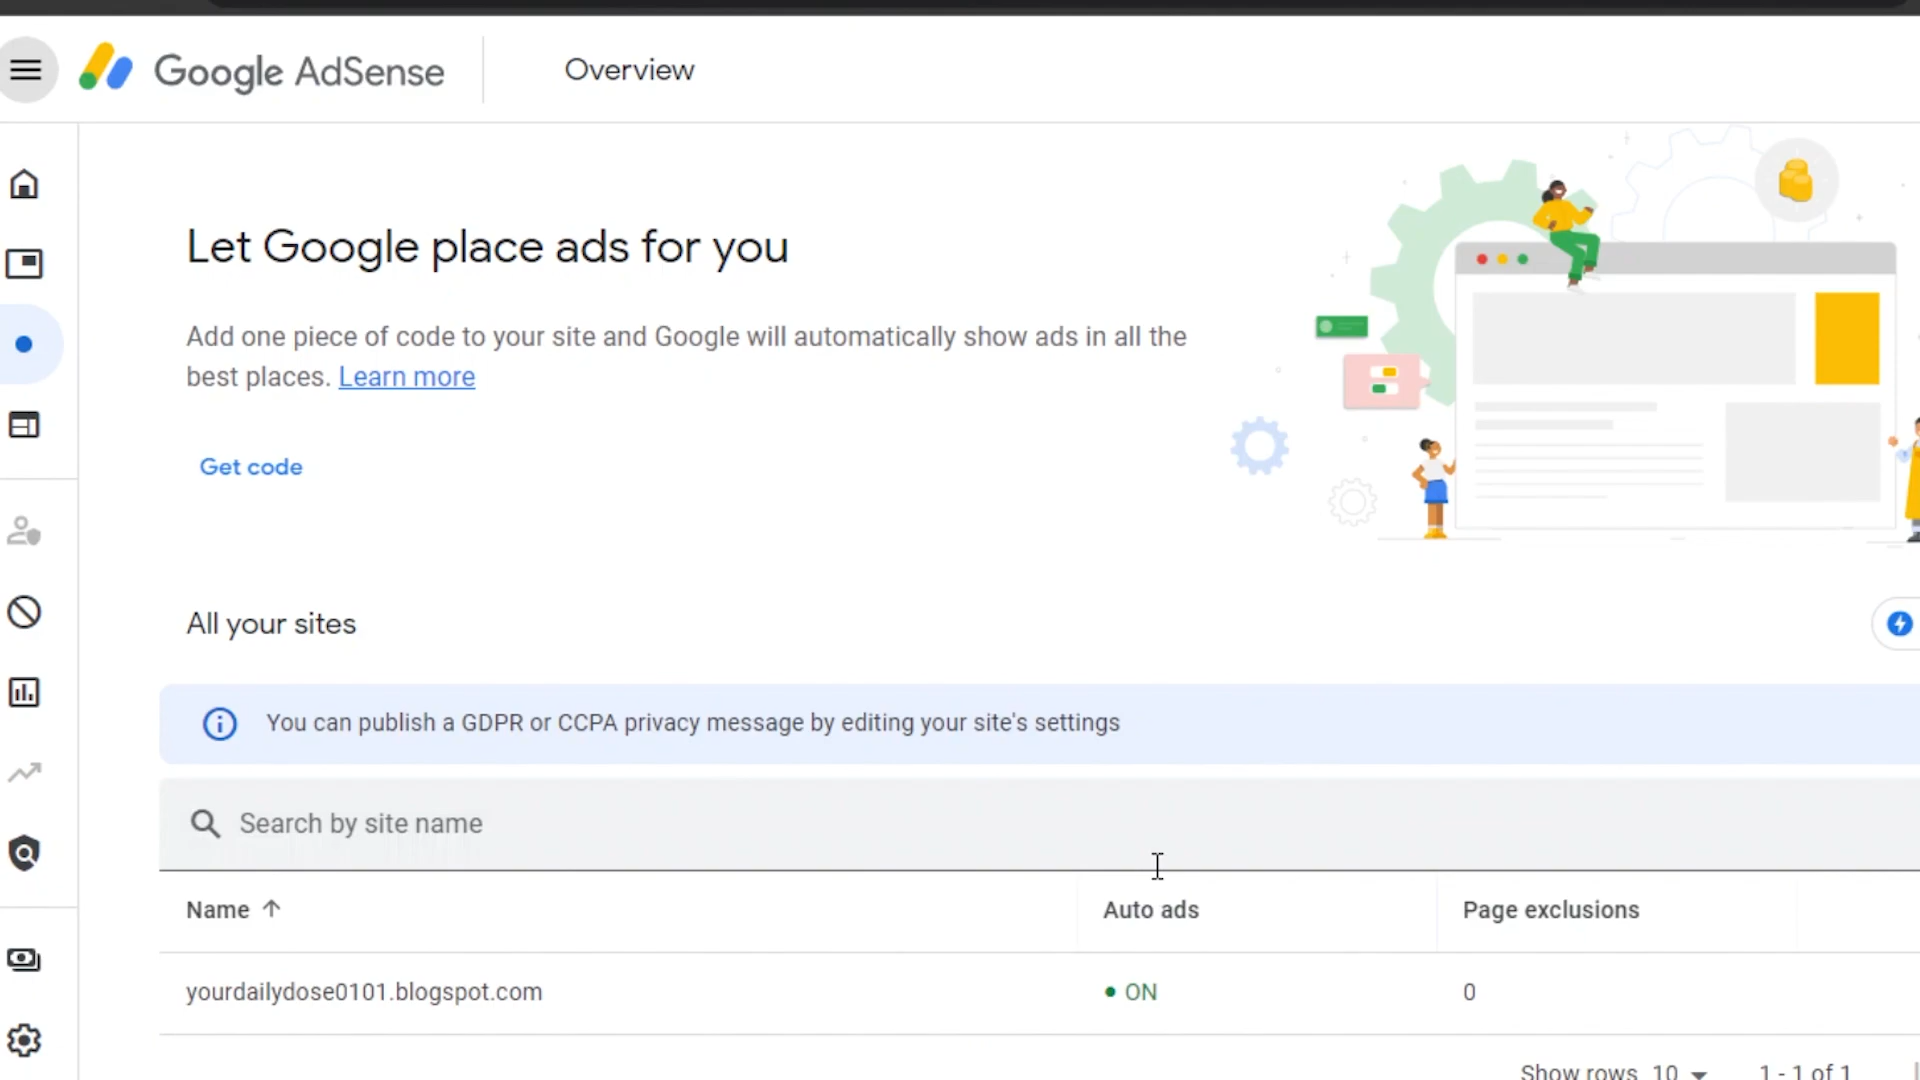 Google AdSense
Overview
Let Google place ads for you
Add one piece of code to your site and Google will automatically show ads in all the
best places. Learn more
Get code
All your sites
You can publish a GDPR or CCPA privacy message by editing your site's settings
Search by site name
Name Auto ads Page exclusions
yourdailydose0101.blogspot.com ON 0
Show rows 10 1 - 1 of 1